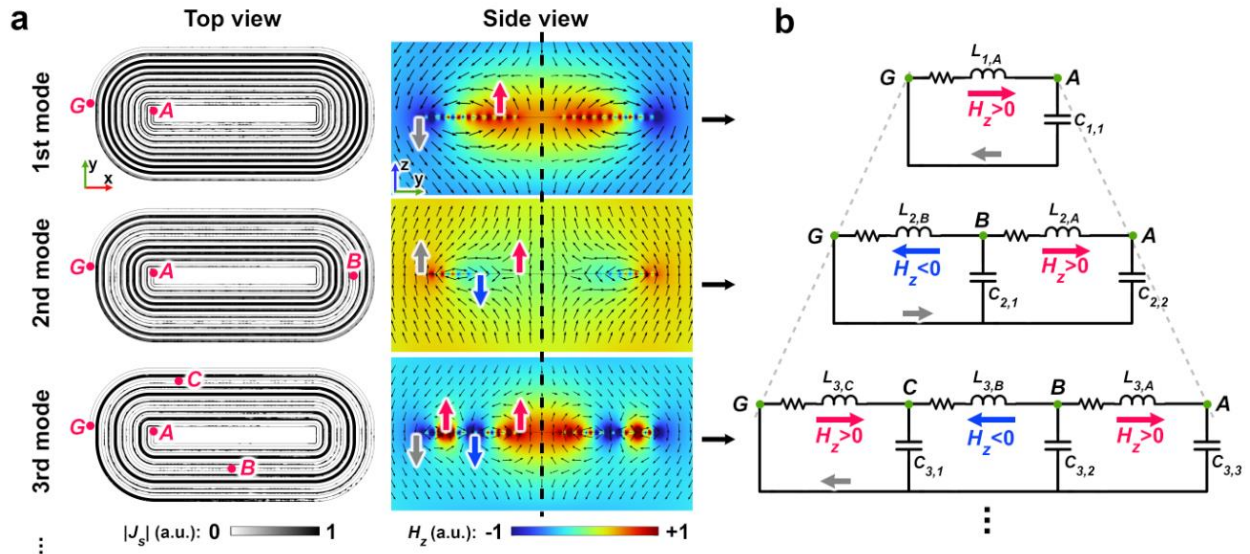 a
Top view
Side view
b
1st mode
G
A
y
x
z
y
2nd mode
G
A
B
3rd mode
G
A
B
C
...
|Js| (a.u.): 0 1
Hz (a.u.): -1 +1
G
L1,A
A
Hz>0
C1,1
G
L2,B
B
L2,A
A
Hz<0
Hz>0
C2,1
C2,2
G
L3,C
C
L3,B
B
L3,A
A
Hz>0
Hz<0
Hz>0
C3,1
C3,2
C3,3
⋮